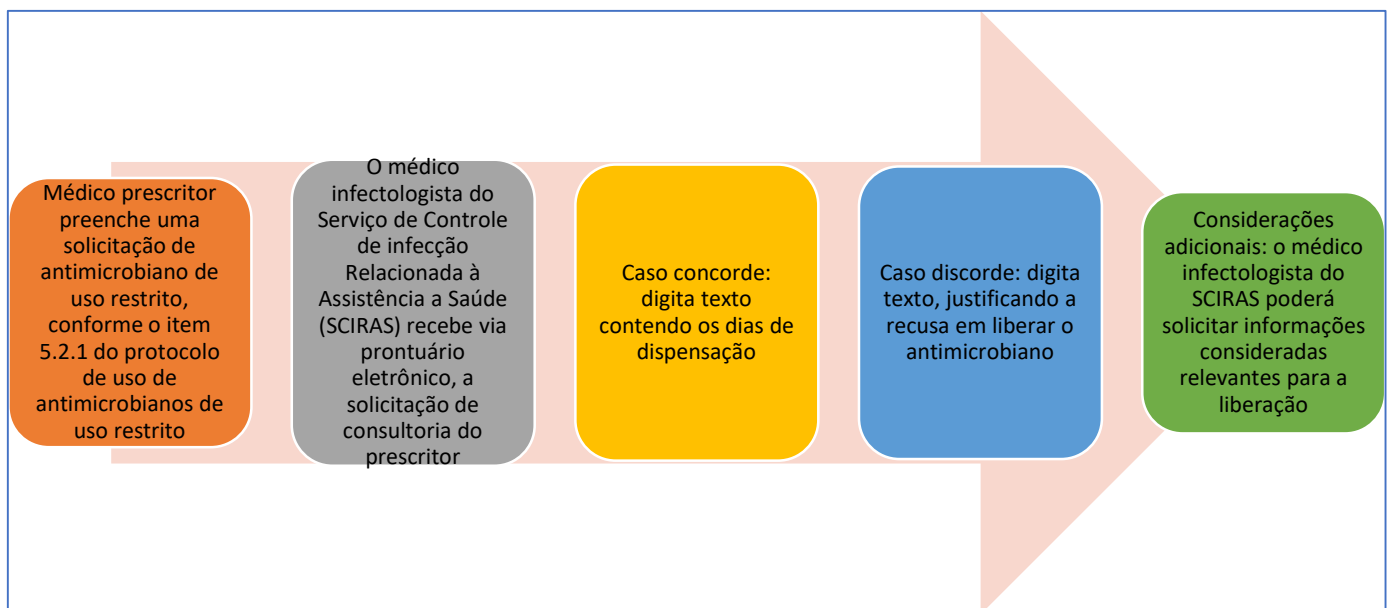 Médico prescritor
preenche uma
solicitação de
antimicrobiano de
uso restrito,
conforme o item
5.2.1 do protocolo
de uso de
antimicrobianos de
uso restrito
O médico
infectologista do
Serviço de Controle
de infecção
Relacionada à
Assistência a Saúde
(SCIRAS) recebe via
prontuário
eletrônico, a
solicitação de
consultoria do
prescritor
Caso concorde:
digita texto
contendo os dias de
dispensação
Caso discorde: digita
texto, justificando a
recusa em liberar o
antimicrobiano
Considerações
adicionais: o médico
infectologista do
SCIRAS poderá
solicitar informações
consideradas
relevantes para a
liberação